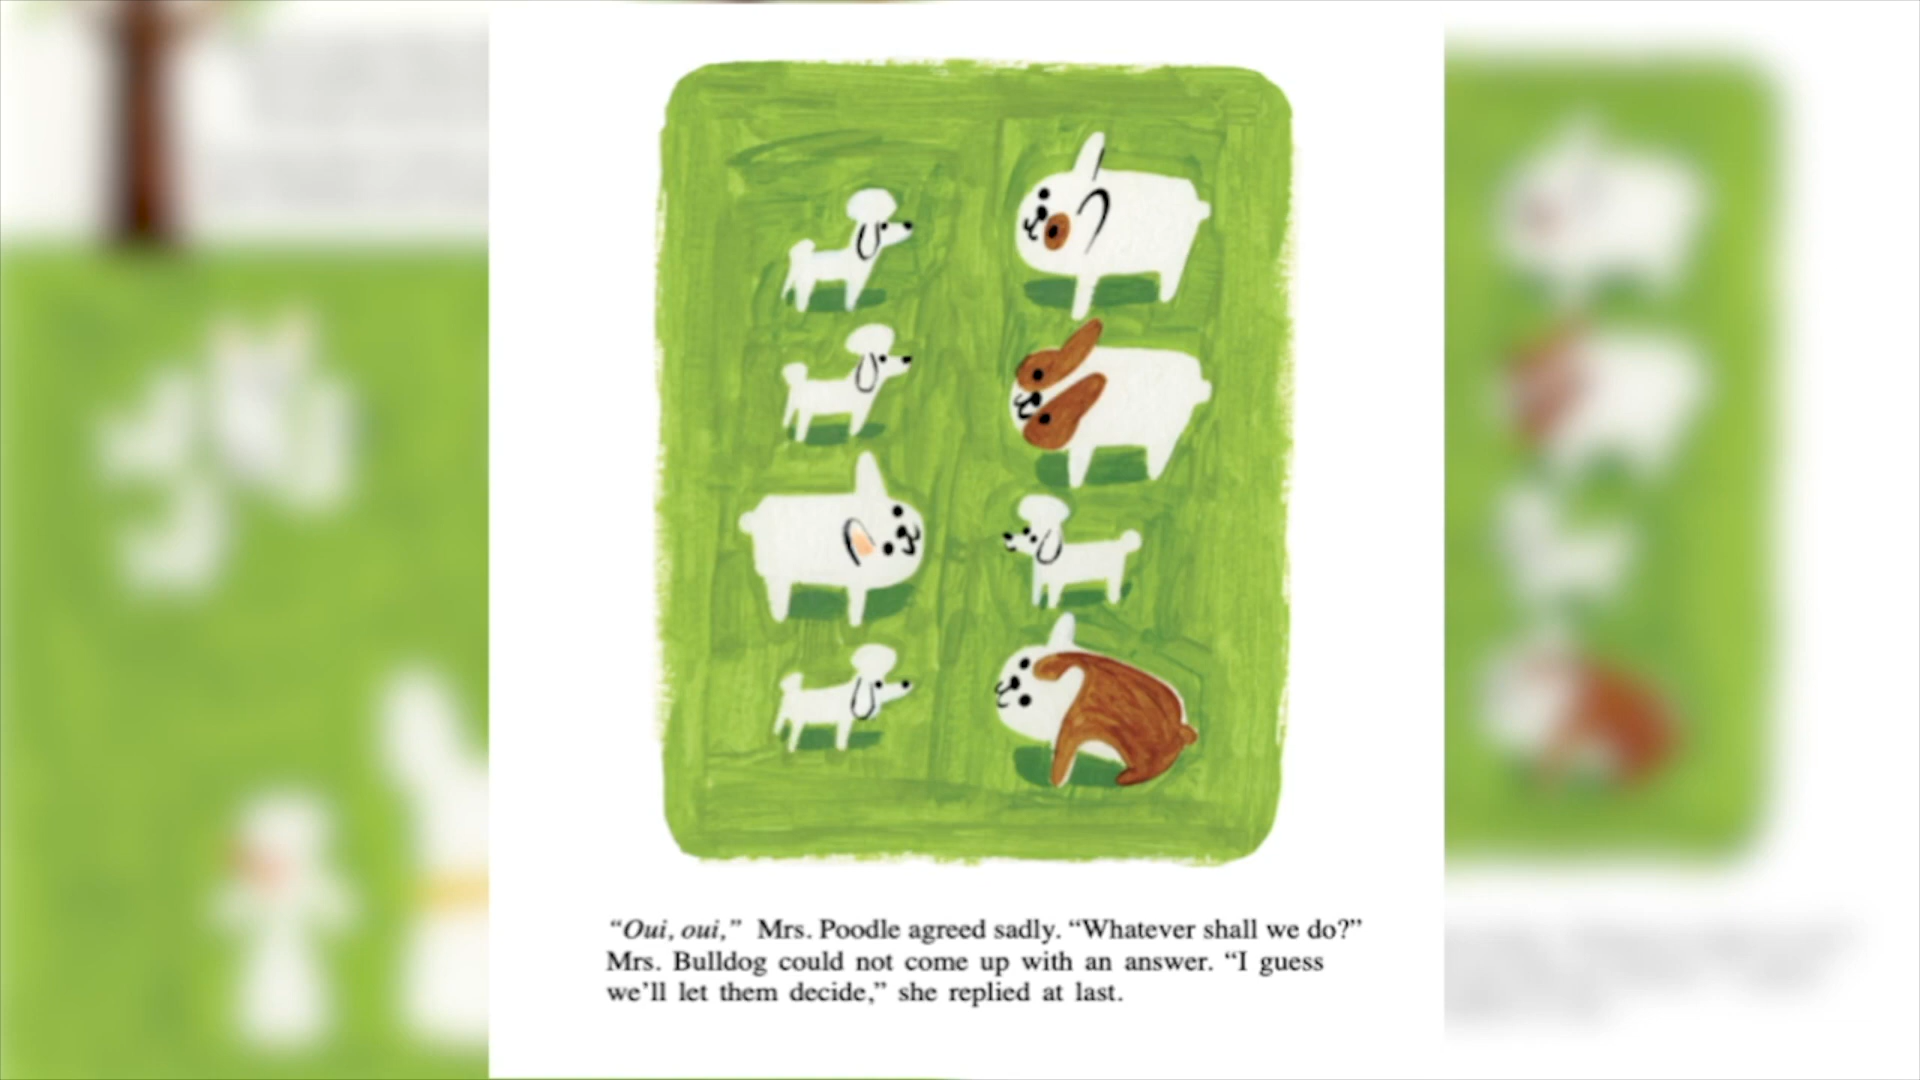 “Oui, oui,” Mrs. Poodle agreed sadly. “Whatever shall we do?”
Mrs. Bulldog could not come up with an answer. “I guess
we’ll let them decide,” she replied at last.